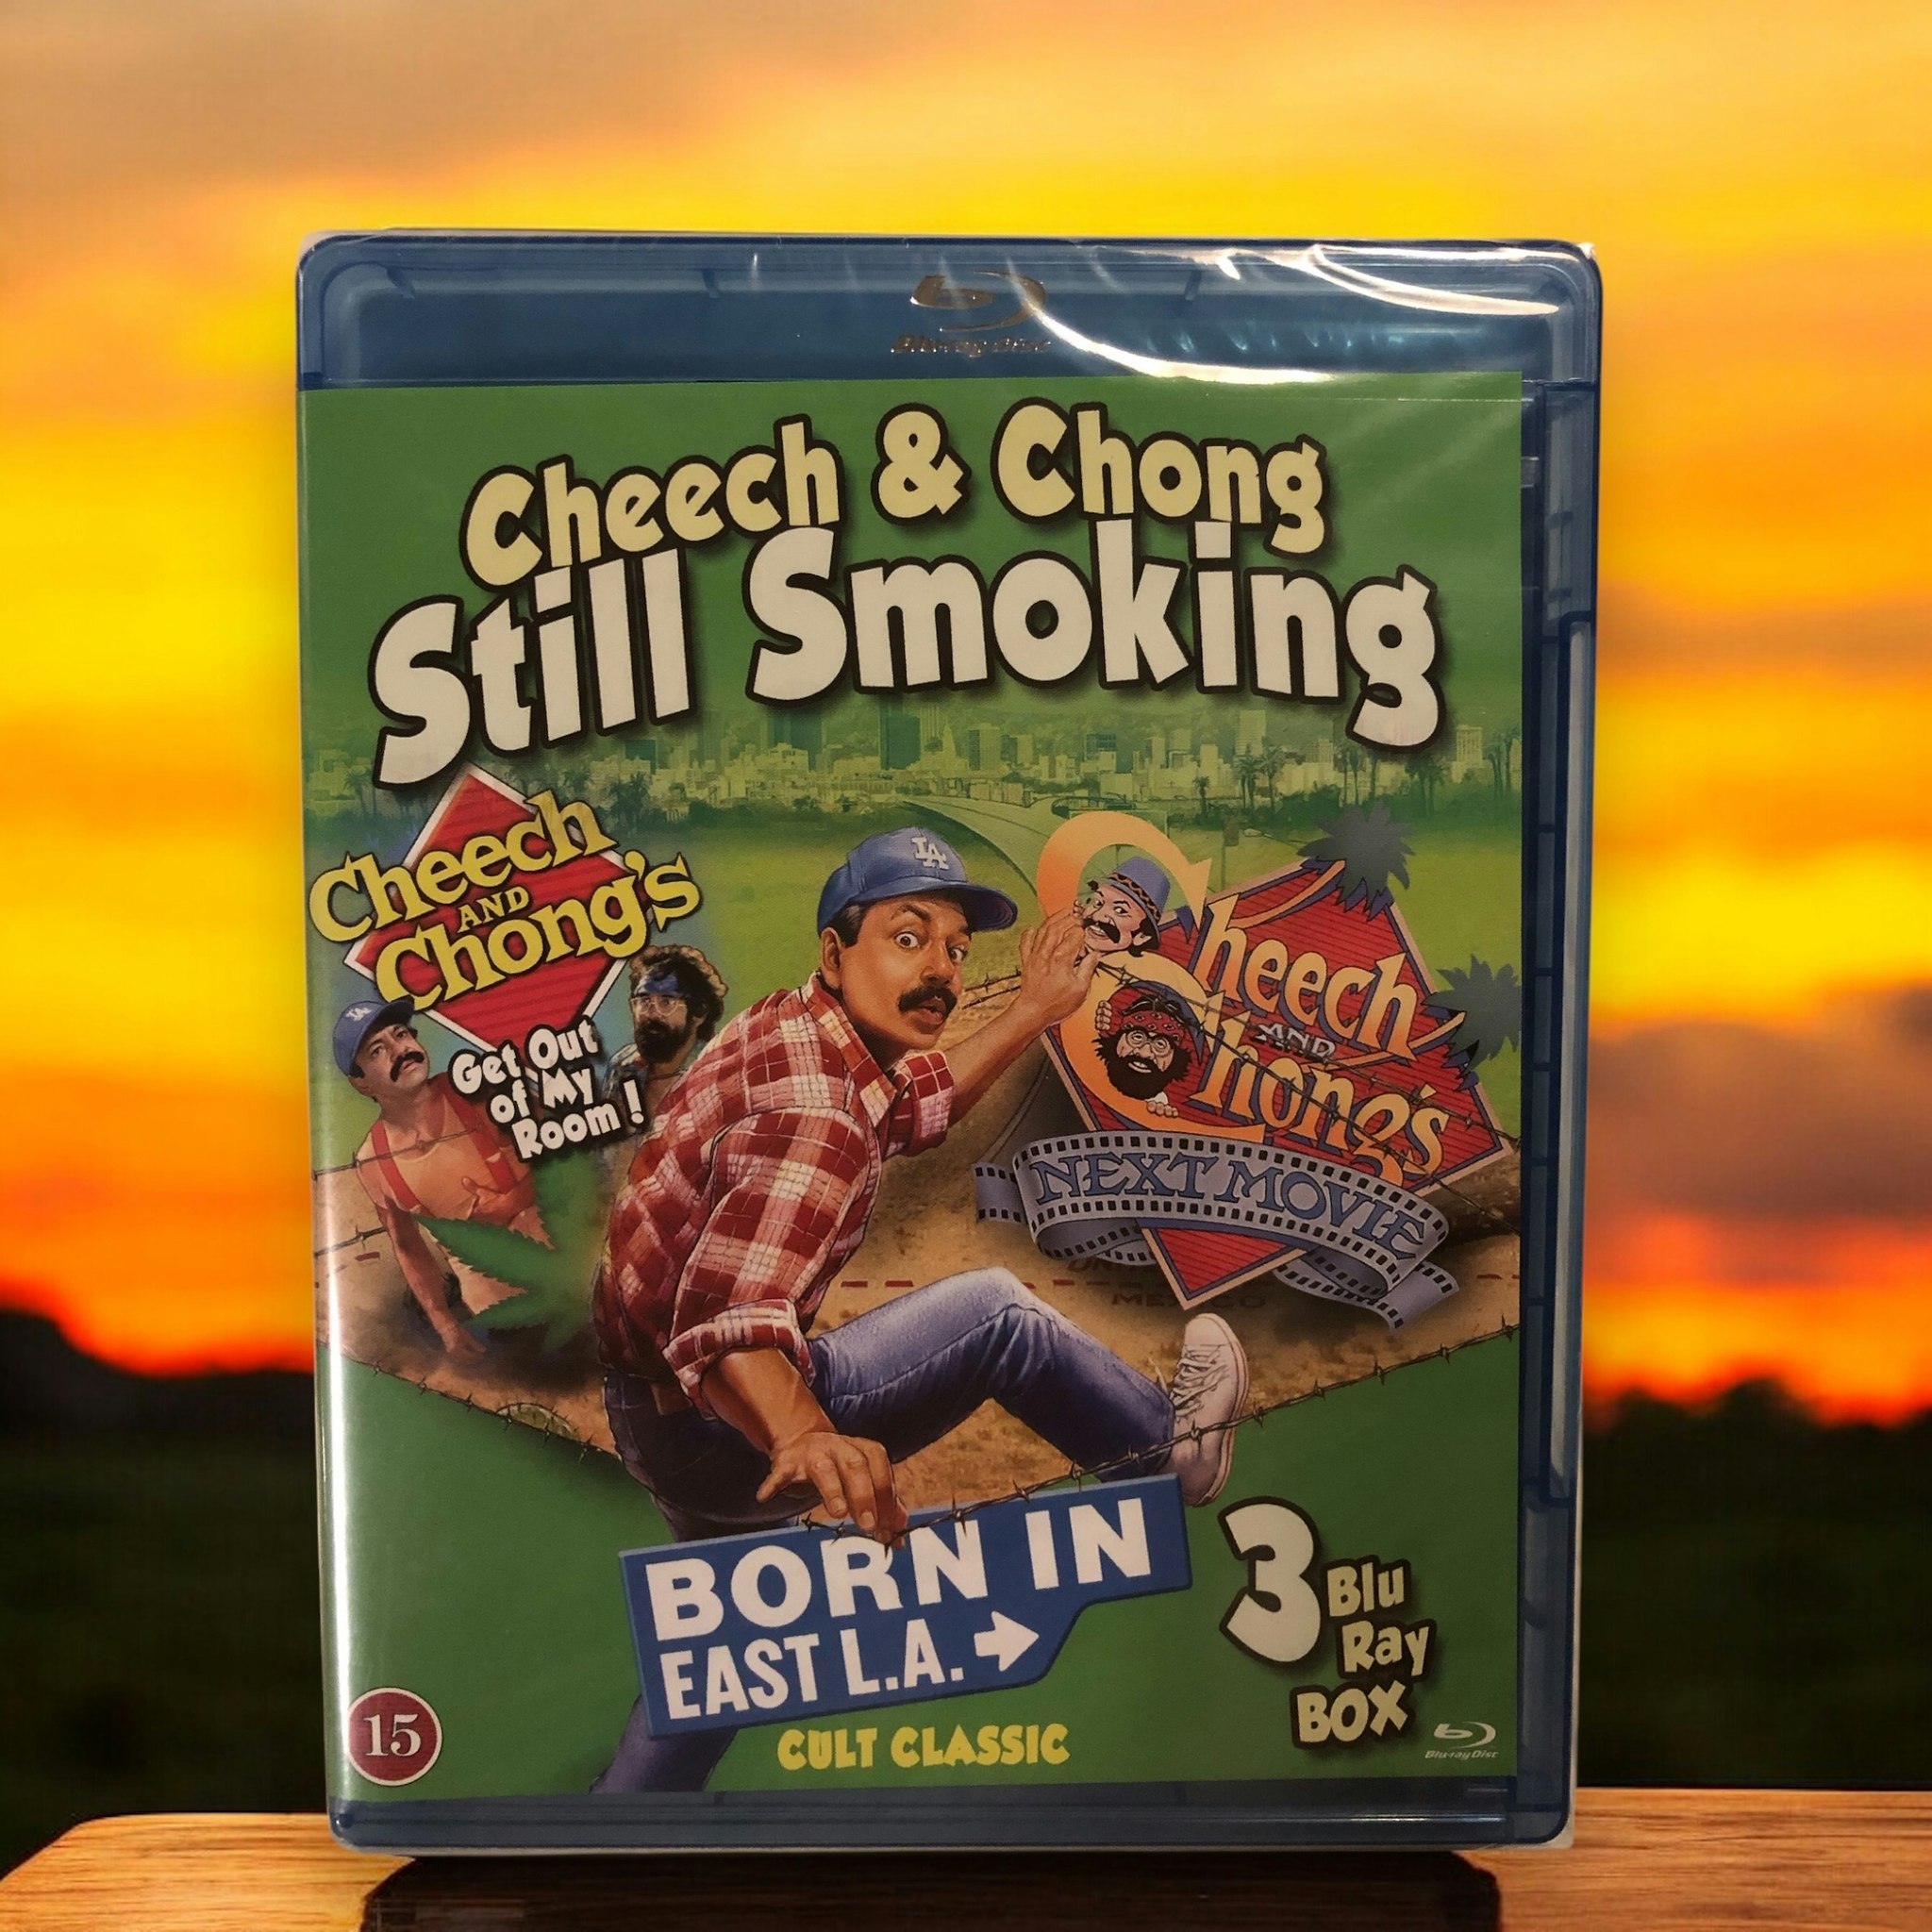 Blu-ray Disc
Cheech & Chong
Still Smoking
Cheech
AND
Chong's
Get Out
of My
Room!
LA
LA
Cheech
AND
Chong's
NEXT MOVIE
MEXICO
BORN IN
EAST L.A.
CULT CLASSIC
3 Blu
Ray
BOX
15
Blu-ray Disc